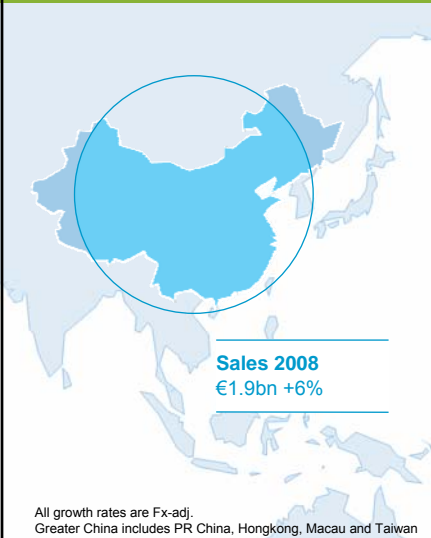 Sales 2008
€1.9bn +6%
All growth rates are Fx-adj.
Greater China includes PR China, Hongkong, Macau and Taiwan